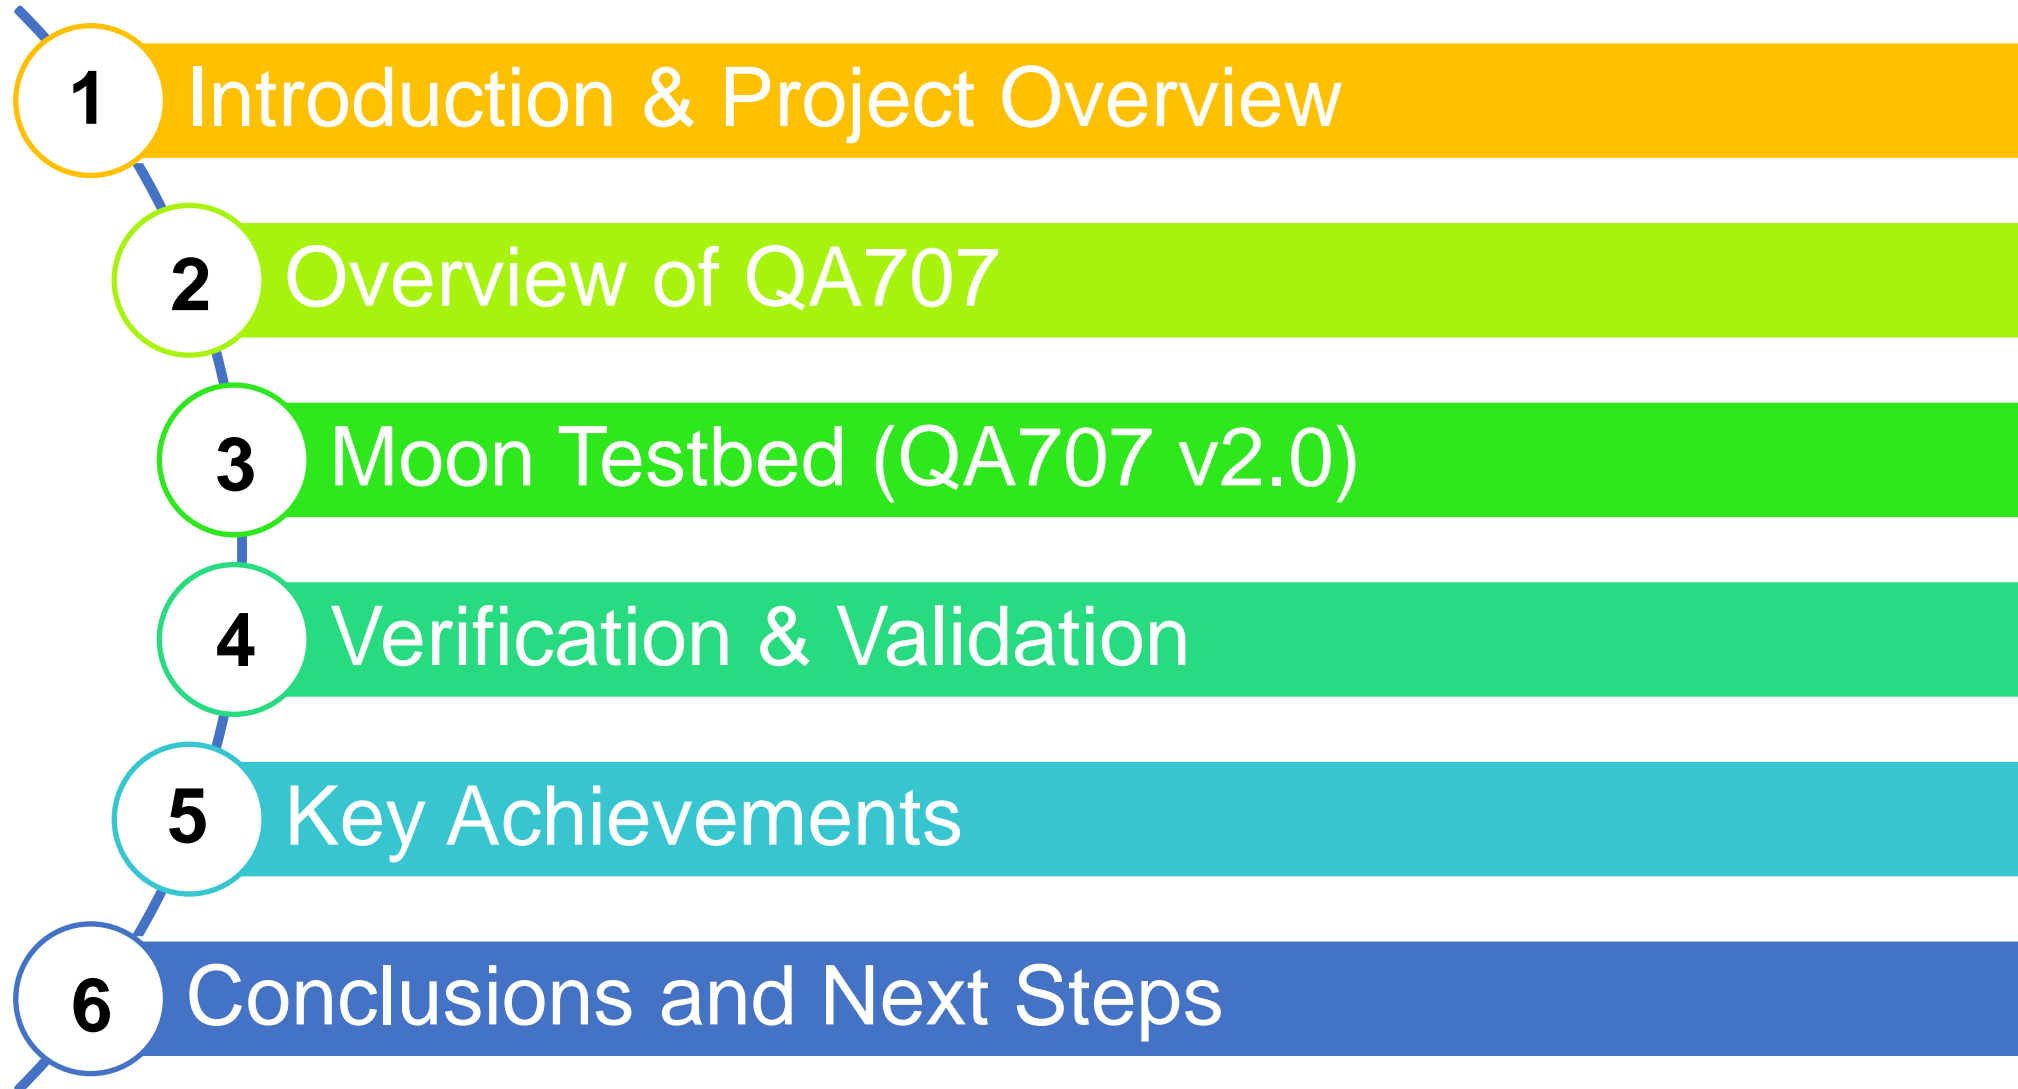 1 Introduction & Project Overview
2 Overview of QA707
3 Moon Testbed (QA707 v2.0)
4 Verification & Validation
5 Key Achievements
6 Conclusions and Next Steps